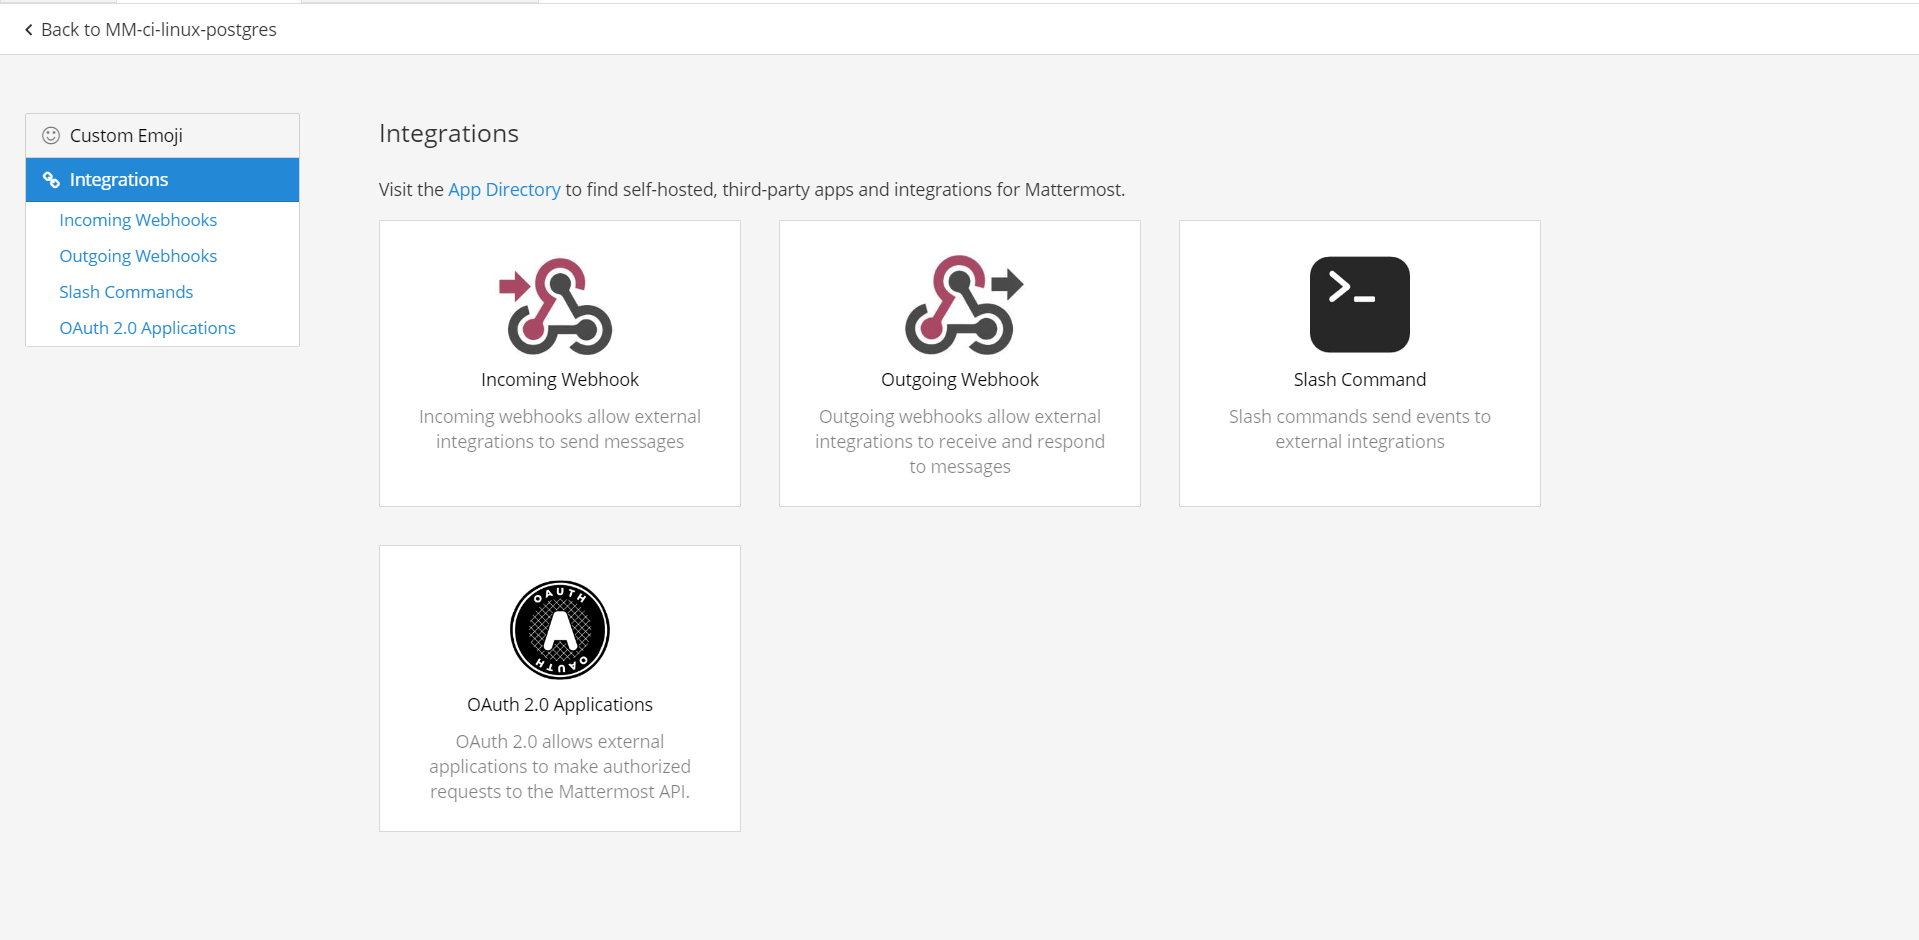 Back to MM-ci-linux-postgres
Custom Emoji
Integrations
Incoming Webhooks
Outgoing Webhooks
Slash Commands
OAuth 2.0 Applications
Integrations
Visit the App Directory to find self-hosted, third-party apps and integrations for Mattermost.
Incoming Webhook
Incoming webhooks allow external
integrations to send messages
Outgoing Webhook
Outgoing webhooks allow external
integrations to receive and respond
to messages
Slash Command
Slash commands send events to
external integrations
OAUTH
A
OAUTH
OAuth 2.0 Applications
OAuth 2.0 allows external
applications to make authorized
requests to the Mattermost API.